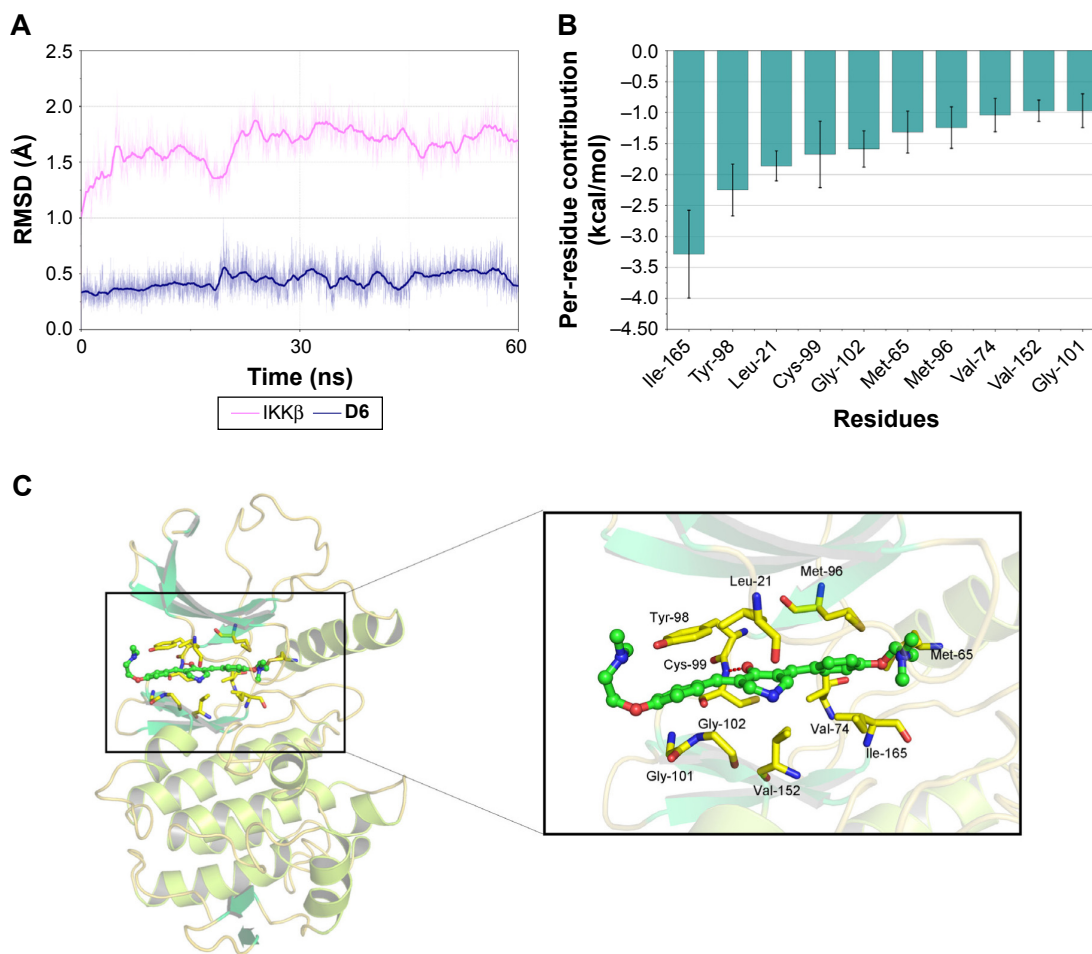 A
RMSD (Å)
2.5
2.0
1.5
1.0
0.5
0.0
0
30
60
Time (ns)
IKKβ
D6
B
Per-residue contribution
(kcal/mol)
0.0
–0.5
–1.0
–1.5
–2.0
–2.5
–3.0
–3.5
–4.0
–4.50
Ile-165
Tyr-98
Leu-21
Cys-99
Gly-102
Met-65
Met-96
Val-74
Val-152
Gly-101
Residues
C
Leu-21
Met-96
Tyr-98
Cys-99
Met-65
Gly-102
Val-74
Ile-165
Gly-101
Val-152